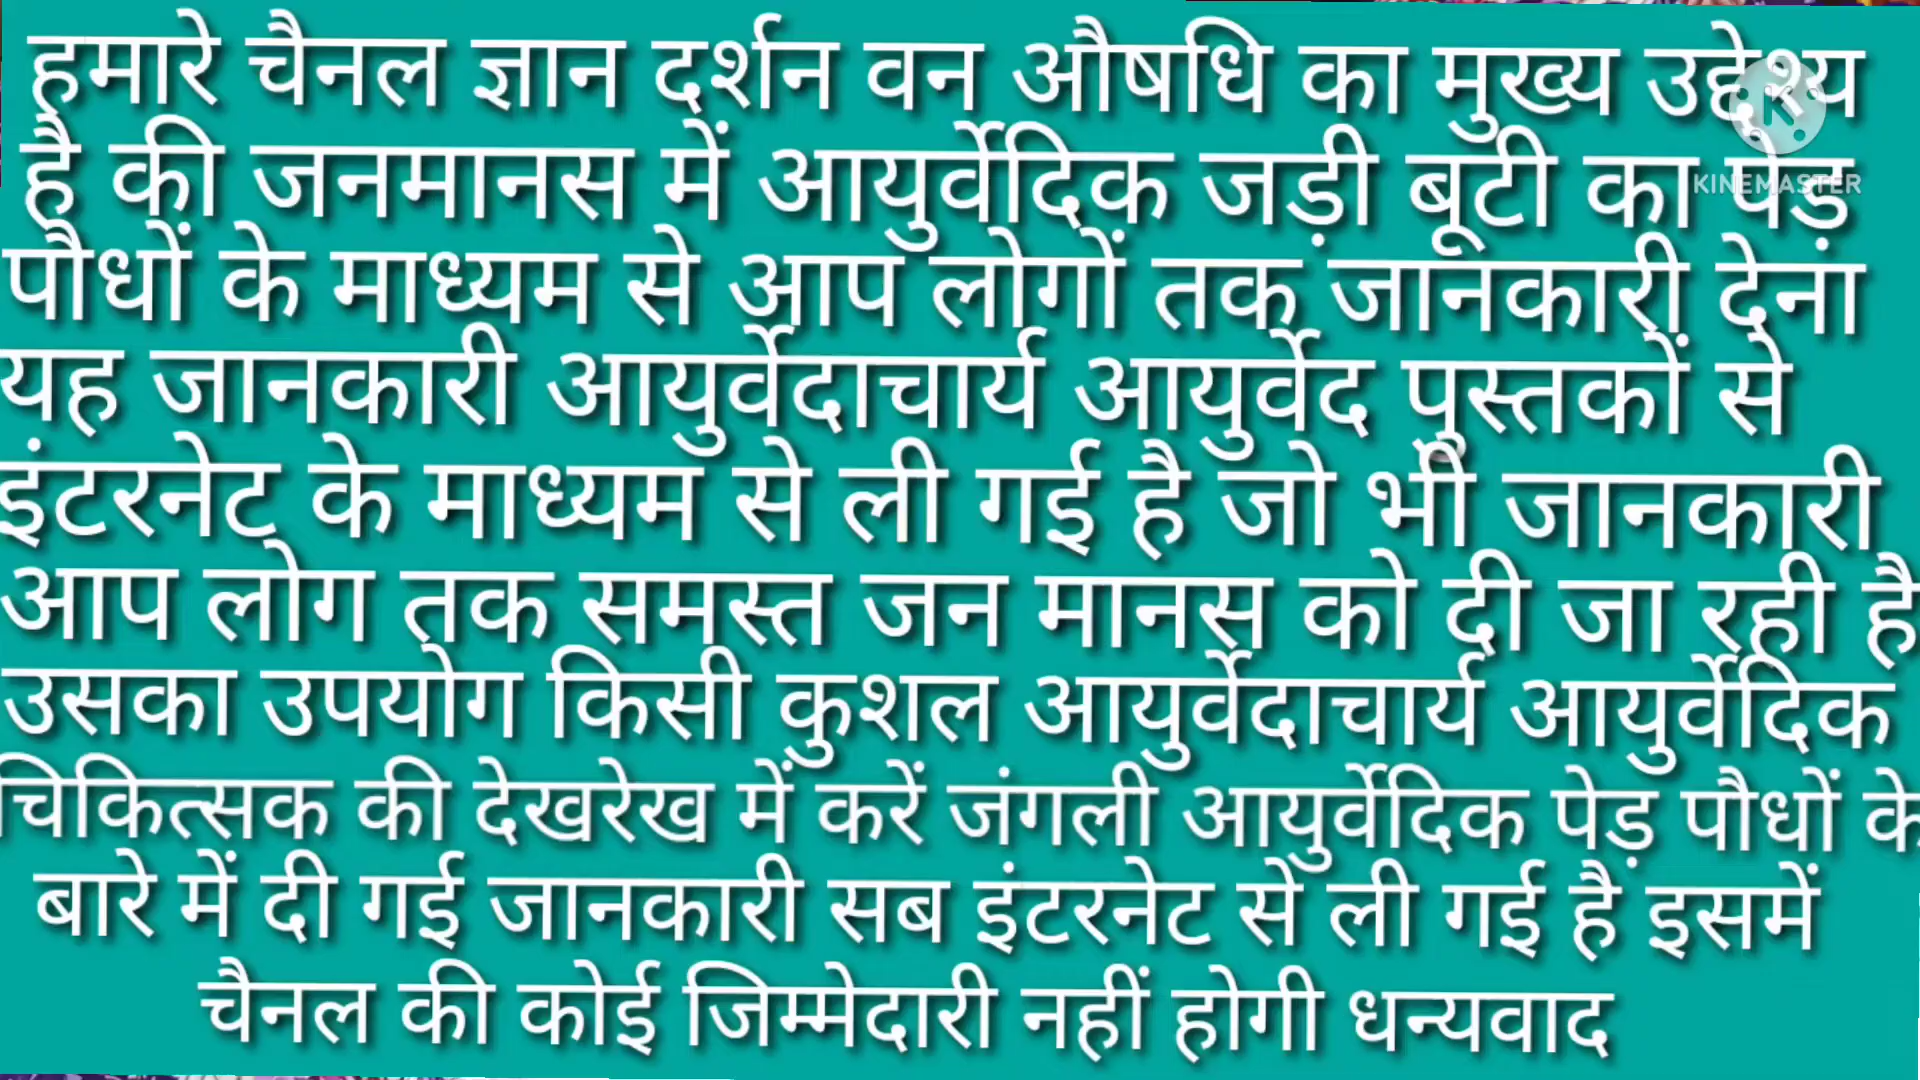 हमारे चैनल ज्ञान दर्शन वन औषधि का मुख्य उद्देश्य
है की जनमानस में आयुर्वेदिक जड़ी बूटी का पेड़
पौधों के माध्यम से आप लोगों तक जानकारी देना
यह जानकारी आयुर्वेदाचार्य आयुर्वेद पुस्तकों से
इंटरनेट के माध्यम से ली गई है जो भी जानकारी
आप लोग तक समस्त जन मानस को दी जा रही है
उसका उपयोग किसी कुशल आयुर्वेदाचार्य आयुर्वेदिक
चिकित्सक की देखरेख में करें जंगली आयुर्वेदिक पेड़ पौधों के
बारे में दी गई जानकारी सब इंटरनेट से ली गई है इसमें
चैनल की कोई जिम्मेदारी नहीं होगी धन्यवाद
K
KINEMASTER